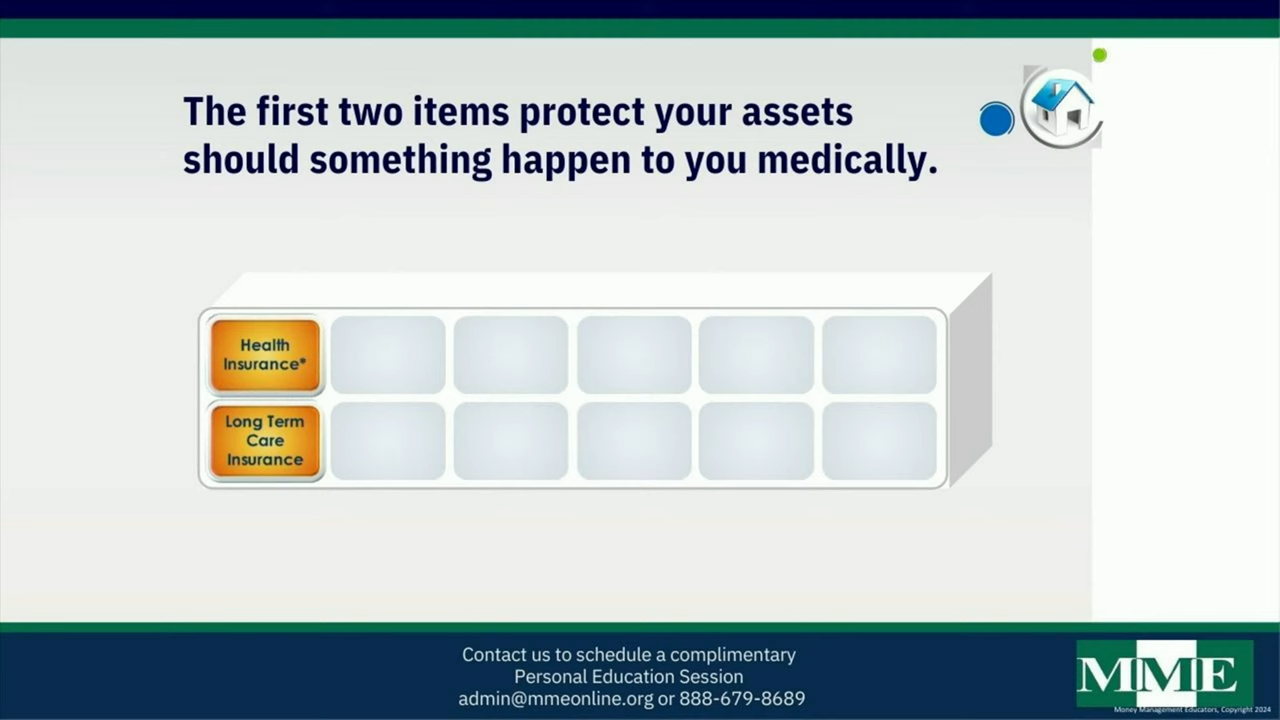 The first two items protect your assets
should something happen to you medically.
Health
Insurance*
Long Term
Care
Insurance
Contact us to schedule a complimentary
Personal Education Session
admin@mmeonline.org or 888-679-8689
MME
Money Management Educators, Copyright 2024